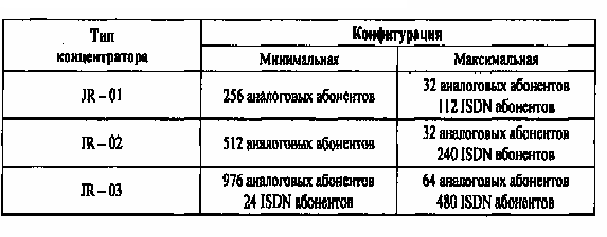 Тип концентратора
Конфигурация
Минимальная
Максимальная
JR – 01
256 аналоговых абонентов
32 аналоговых абонентов
112 ISDN абонентов
JR – 02
512 аналоговых абонентов
32 аналоговых абонентов
240 ISDN абонентов
JR – 03
976 аналоговых абонентов
24 ISDN абонентов
64 аналоговых абонентов
480 ISDN абонентов